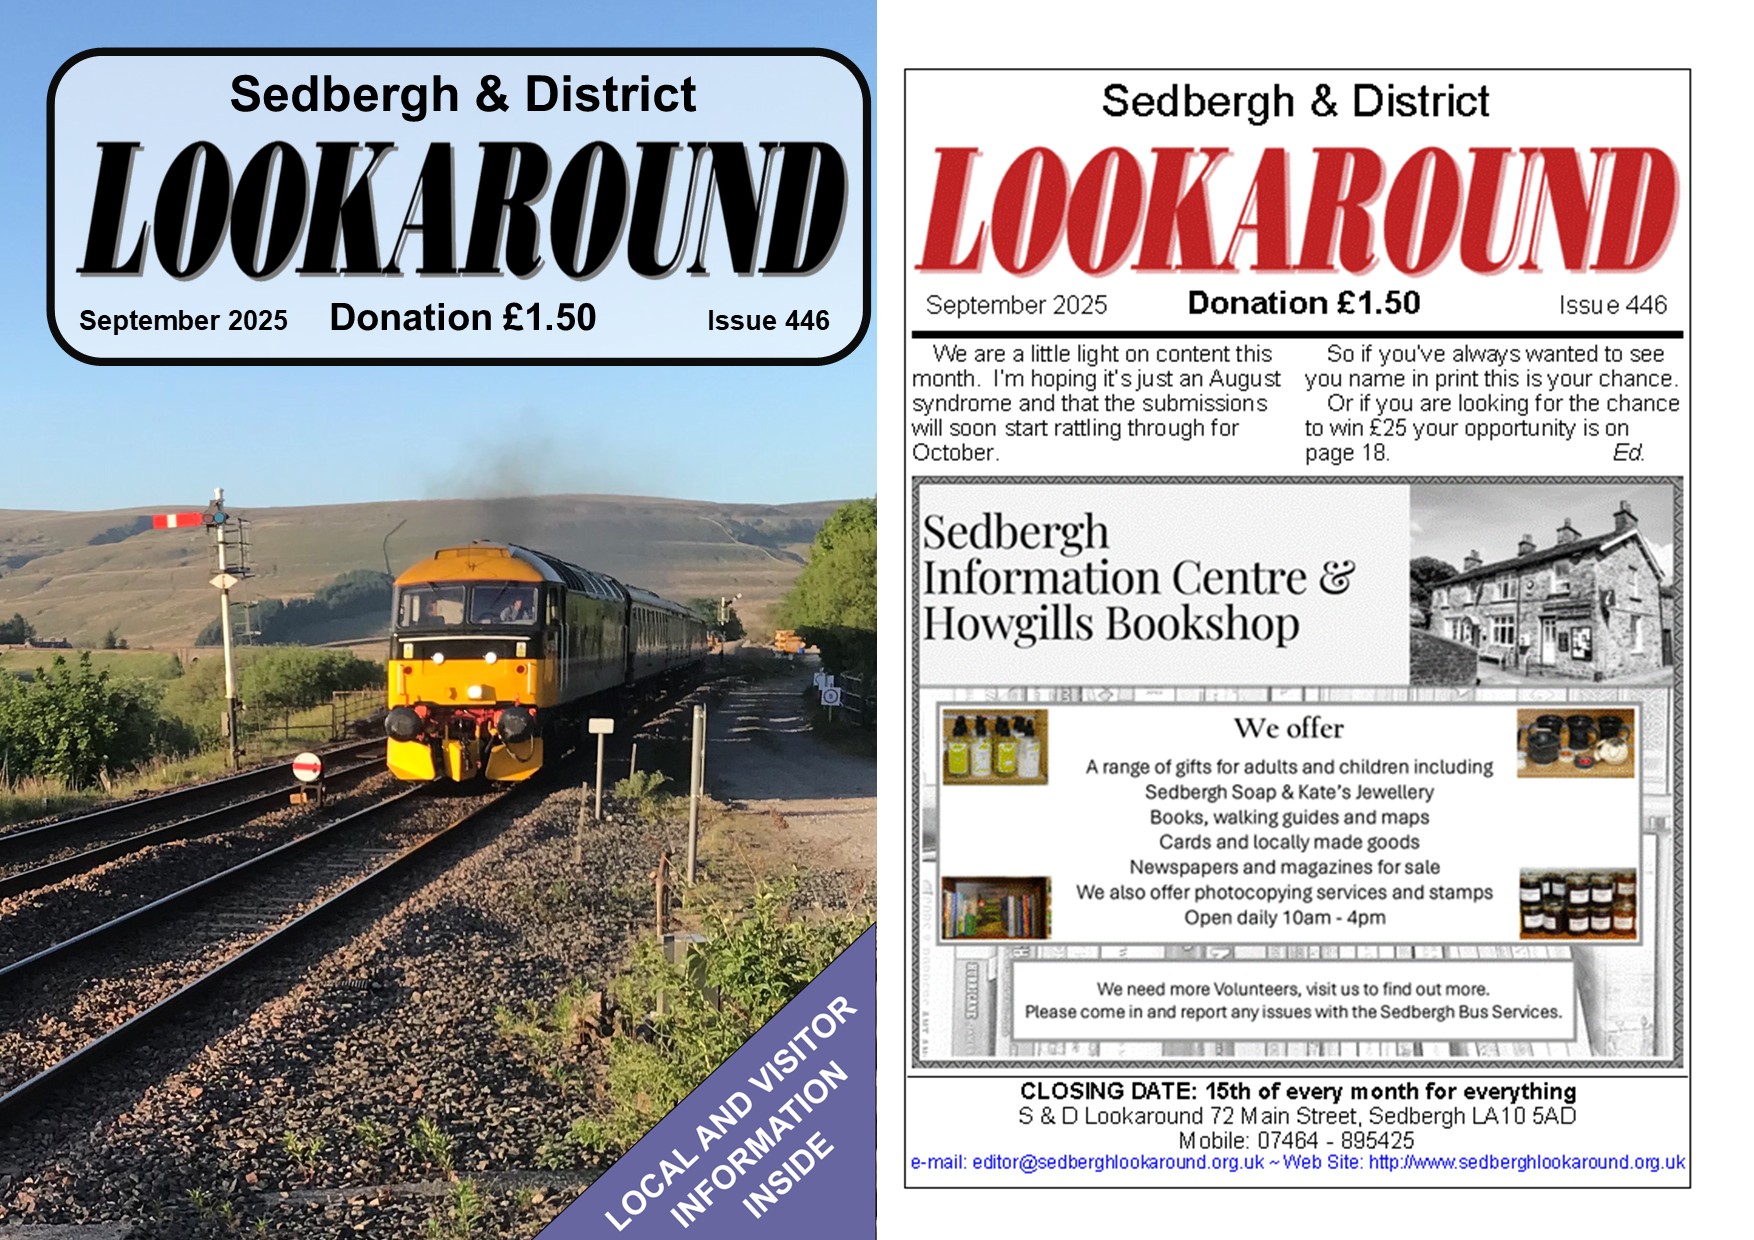 Sedbergh & District
LOOKAROUND
September 2025 Donation £1.50 Issue 446
LOCAL AND VISITOR
INFORMATION
INSIDE
Sedbergh & District
LOOKAROUND
September 2025 Donation £1.50 Issue 446
We are a little light on content this
month. I'm hoping it's just an August
syndrome and that the submissions
will soon start rattling through for
October.
So if you've always wanted to see
you name in print this is your chance.
Or if you are looking for the chance
to win £25 your opportunity is on
page 18. Ed.
Sedbergh
Information Centre &
Howgills Bookshop
We offer
A range of gifts for adults and children including
Sedbergh Soap & Kate's Jewellery
Books, walking guides and maps
Cards and locally made goods
Newspapers and magazines for sale
We also offer photocopying services and stamps
Open daily 10am - 4pm
We need more Volunteers, visit us to find out more.
Please come in and report any issues with the Sedbergh Bus Services.
CLOSING DATE: 15th of every month for everything
S & D Lookaround 72 Main Street, Sedbergh LA10 5AD
Mobile: 07464 - 895425
e-mail: editor@sedberghlookaround.org.uk ~ Web Site: http://www.sedberghlookaround.org.uk